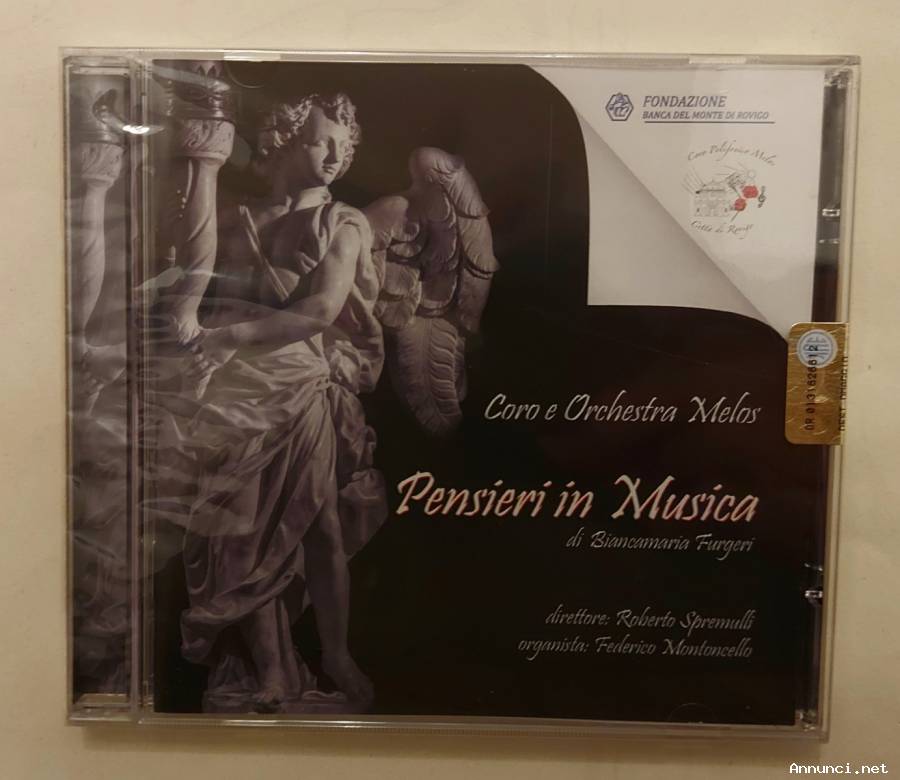 FONDAZIONE
BANCA DEL MONTE DI ROVIGO
Coro Polifonico Melos
Città di Rovigo
Coro e Orchestra Melos
Pensieri in Musica
di Biancamaria Furgeri
direttore: Roberto Spremulli
organista: Federico Montoncello
Annunci.net